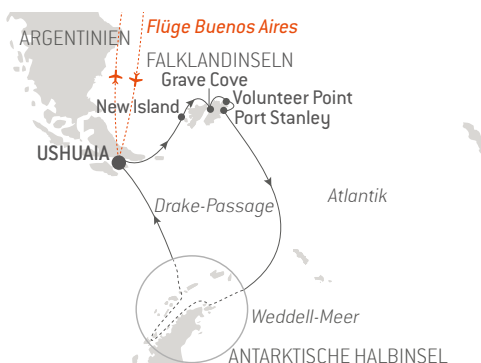 Flüge Buenos Aires
ARGENTINIEN
FALKLANDINSELN
Grave Cove
Volunteer Point
New Island
Port Stanley
USHUAIA
Drake-Passage
Atlantik
Weddell-Meer
ANTARKTISCHE HALBINSEL